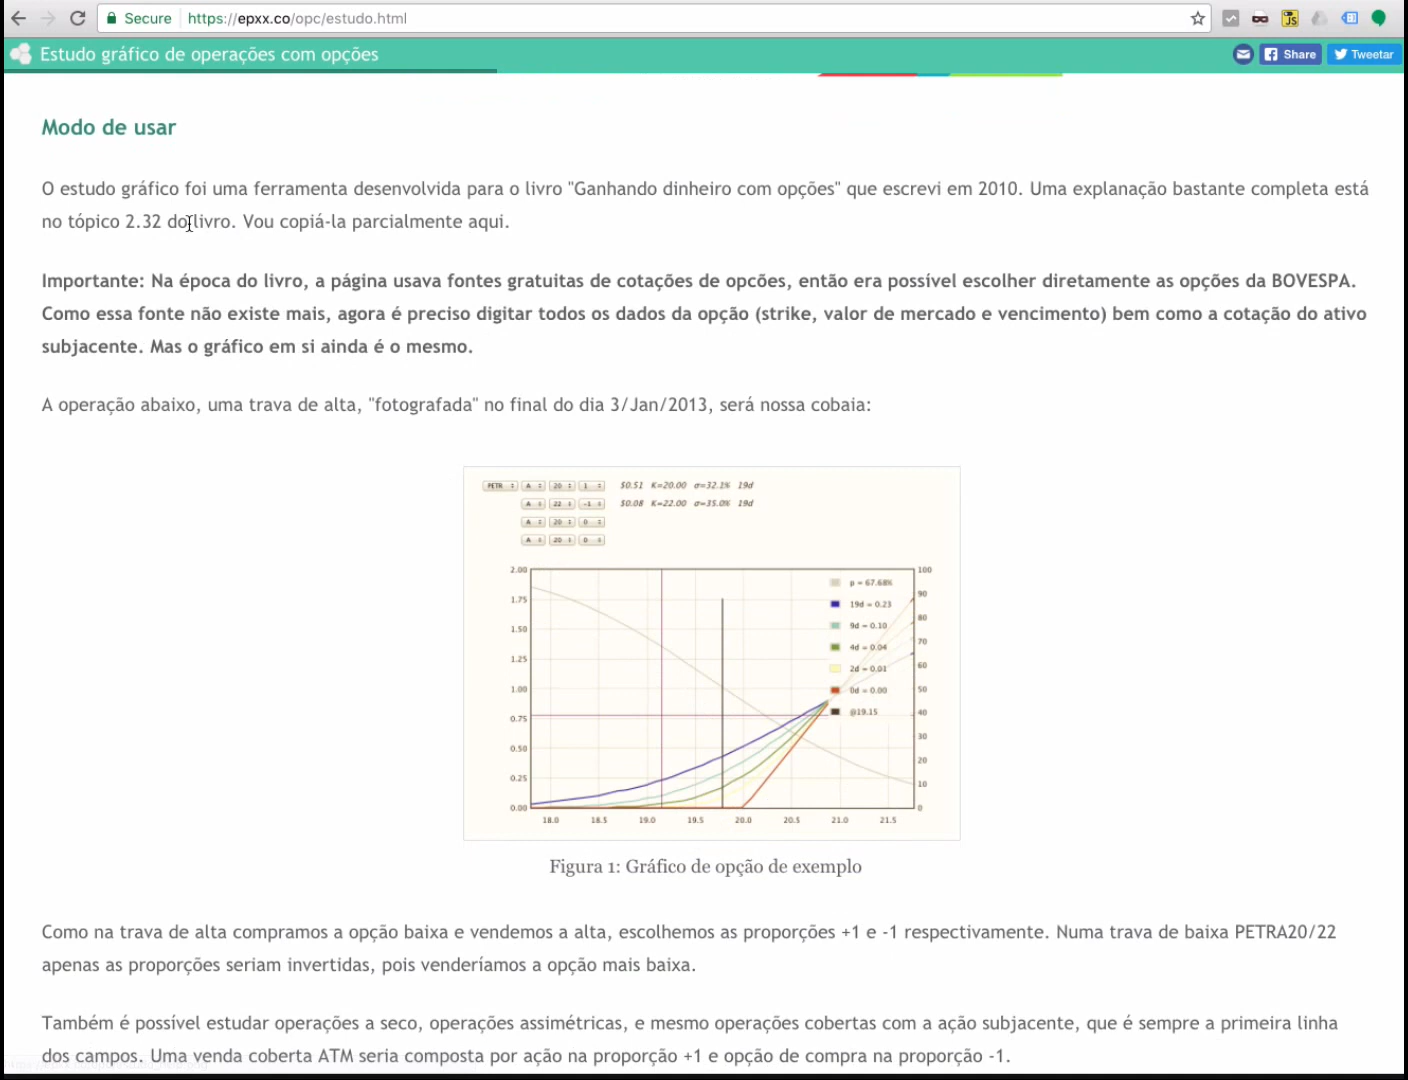 Secure https://epxx.co/opc/estudo.html
JS
Estudo gráfico de operações com opções
Share Tweetar
Modo de usar
O estudo gráfico foi uma ferramenta desenvolvida para o livro "Ganhando dinheiro com opções" que escrevi em 2010. Uma explanação bastante completa está
no tópico 2.32 do livro. Vou copiá-la parcialmente aqui.
Importante: Na época do livro, a página usava fontes gratuitas de cotações de opcões, então era possível escolher diretamente as opções da BOVESPA.
Como essa fonte não existe mais, agora é preciso digitar todos os dados da opção (strike, valor de mercado e vencimento) bem como a cotação do ativo
subjacente. Mas o gráfico em si ainda é o mesmo.
A operação abaixo, uma trava de alta, "fotografada" no final do dia 3/Jan/2013, será nossa cobaia:
PETR A 20 1 $0.51 K=20.00 σ=32.1% 19d
A 22 -1 $0.08 K=22.00 σ=35.0% 19d
A 20 0
A 20 0
2.00 100
p = 67.68%
1.75 90
19d = 0.23
80
1.50 9d = 0.10
70
1.25 4d = 0.04
60
2d = 0.01
1.00 50
0d = 0.00
0.75 40
@19.15
30
0.50
20
0.25
10
0.00 0
18.0 18.5 19.0 19.5 20.0 20.5 21.0 21.5
Figura 1: Gráfico de opção de exemplo
Como na trava de alta compramos a opção baixa e vendemos a alta, escolhemos as proporções +1 e -1 respectivamente. Numa trava de baixa PETRA20/22
apenas as proporções seriam invertidas, pois venderíamos a opção mais baixa.
Também é possível estudar operações a seco, operações assimétricas, e mesmo operações cobertas com a ação subjacente, que é sempre a primeira linha
dos campos. Uma venda coberta ATM seria composta por ação na proporção +1 e opção de compra na proporção -1.